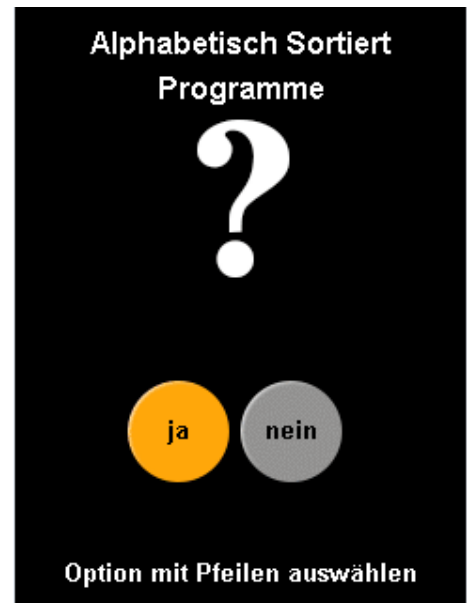 Alphabetisch Sortiert
Programme
?
ja nein
Option mit Pfeilen auswählen